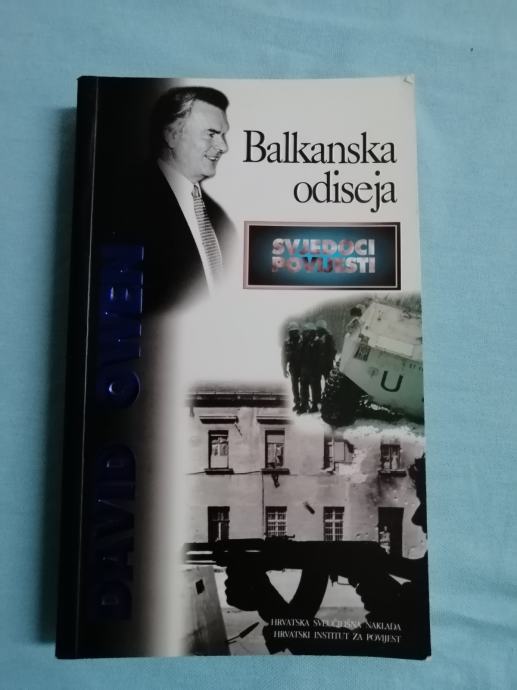 Balkanska
odiseja
SVJEDOCI
POVIJESTI
DAVID OWEN
U
HRVATSKA SVEUČILIŠNA NAKLADA
HRVATSKI INSTITUT ZA POVIJEST